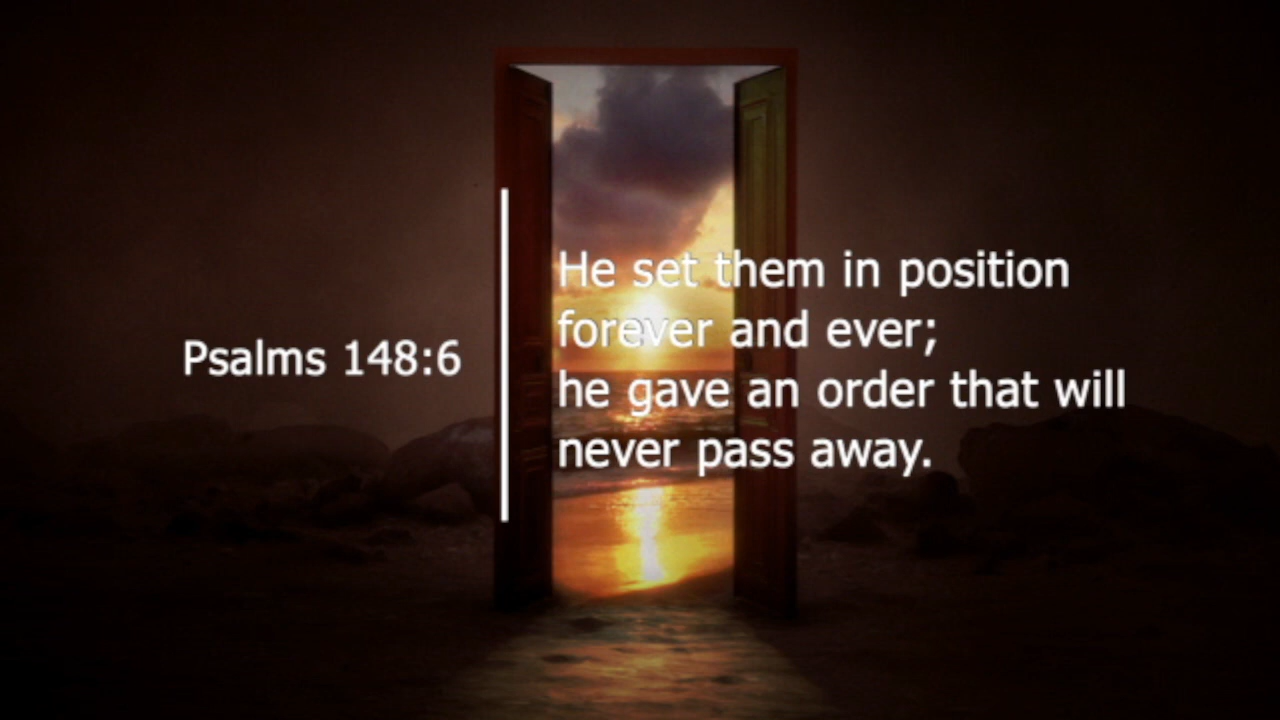 Psalms 148:6
He set them in position
forever and ever;
he gave an order that will
never pass away.